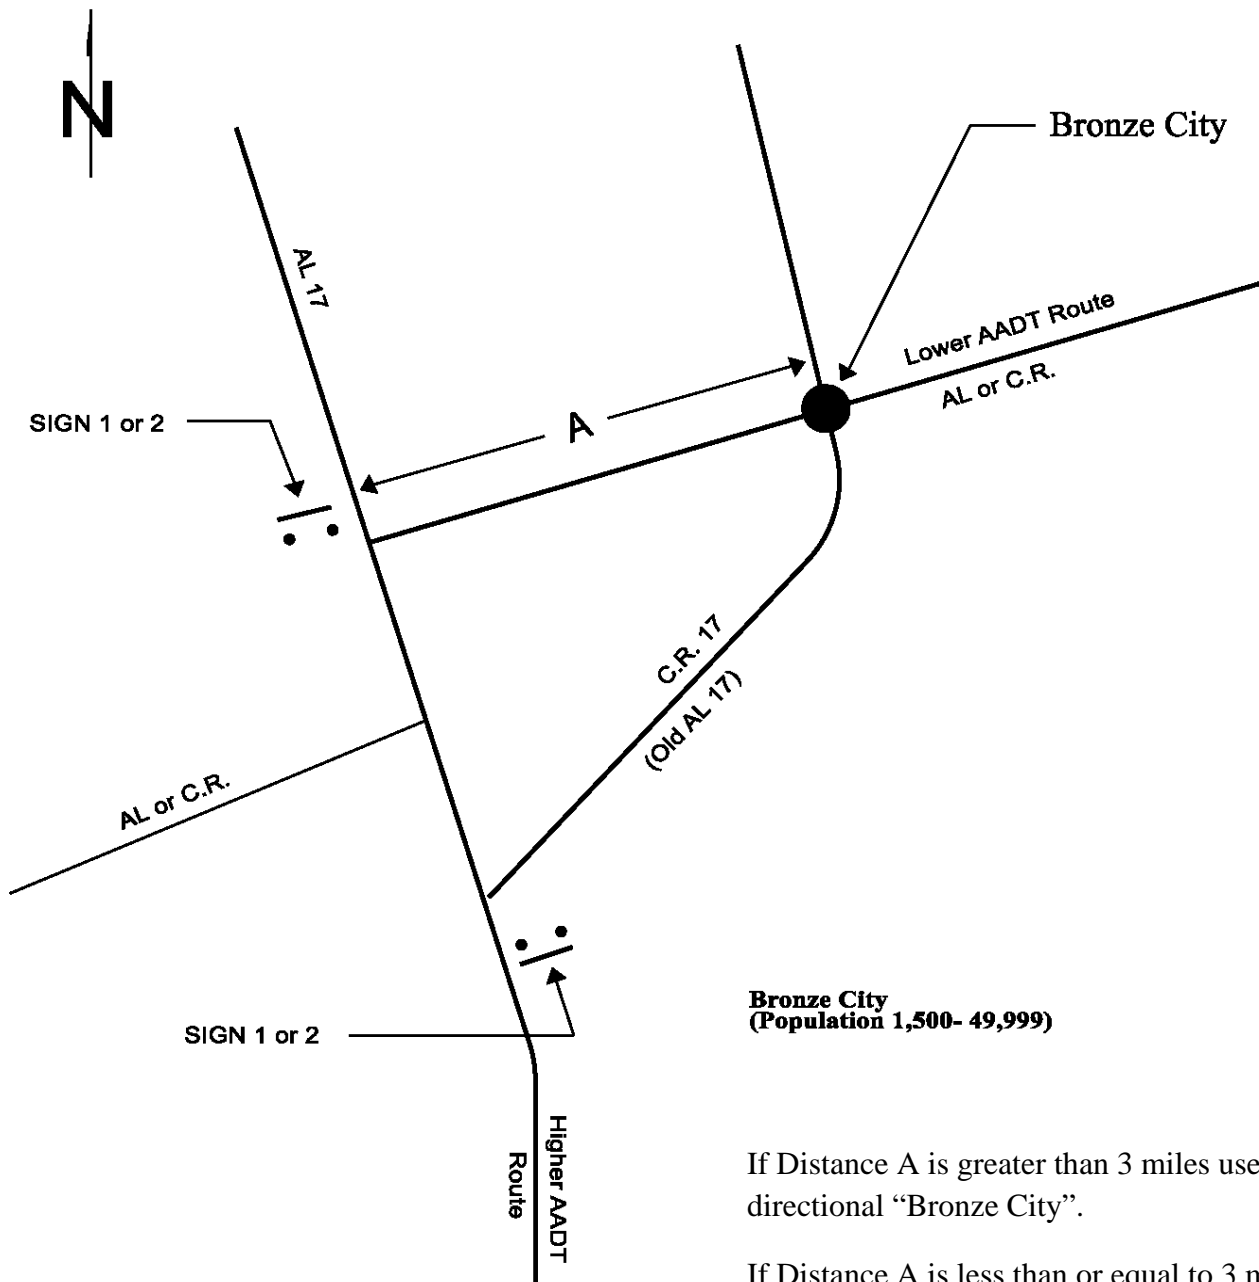 N
Bronze City
AL 17
Lower AADT Route
AL or C.R.
SIGN 1 or 2
A
C.R. 17
(Old AL 17)
AL or C.R.
SIGN 1 or 2
Bronze City
(Population 1,500- 49,999)
Higher AADT
Route
If Distance A is greater than 3 miles use
directional “Bronze City”.
If Distance A is less than or equal to 3